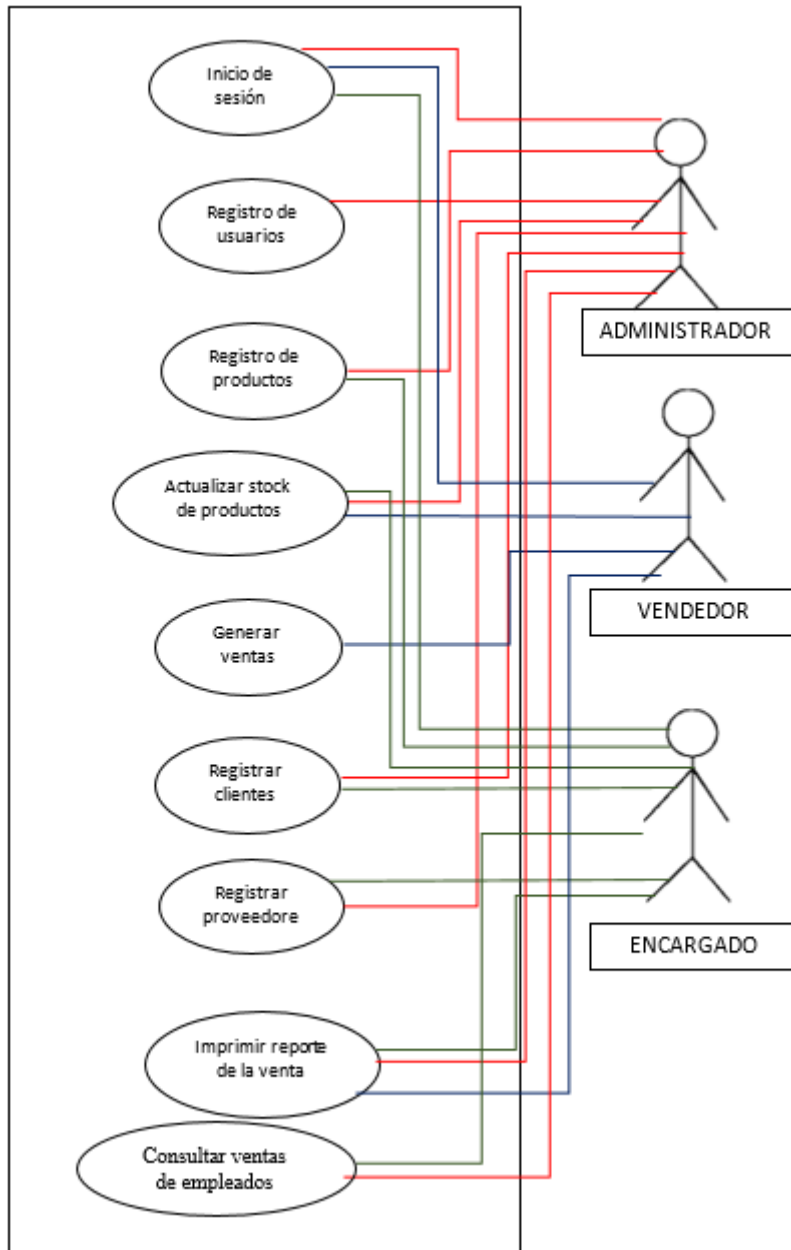 Inicio de
sesión
Registro de
usuarios
Registro de
productos
Actualizar stock
de productos
Generar
ventas
Registrar
clientes
Registrar
proveedore
Imprimir reporte
de la venta
Consultar ventas
de empleados
ADMINISTRADOR
VENDEDOR
ENCARGADO